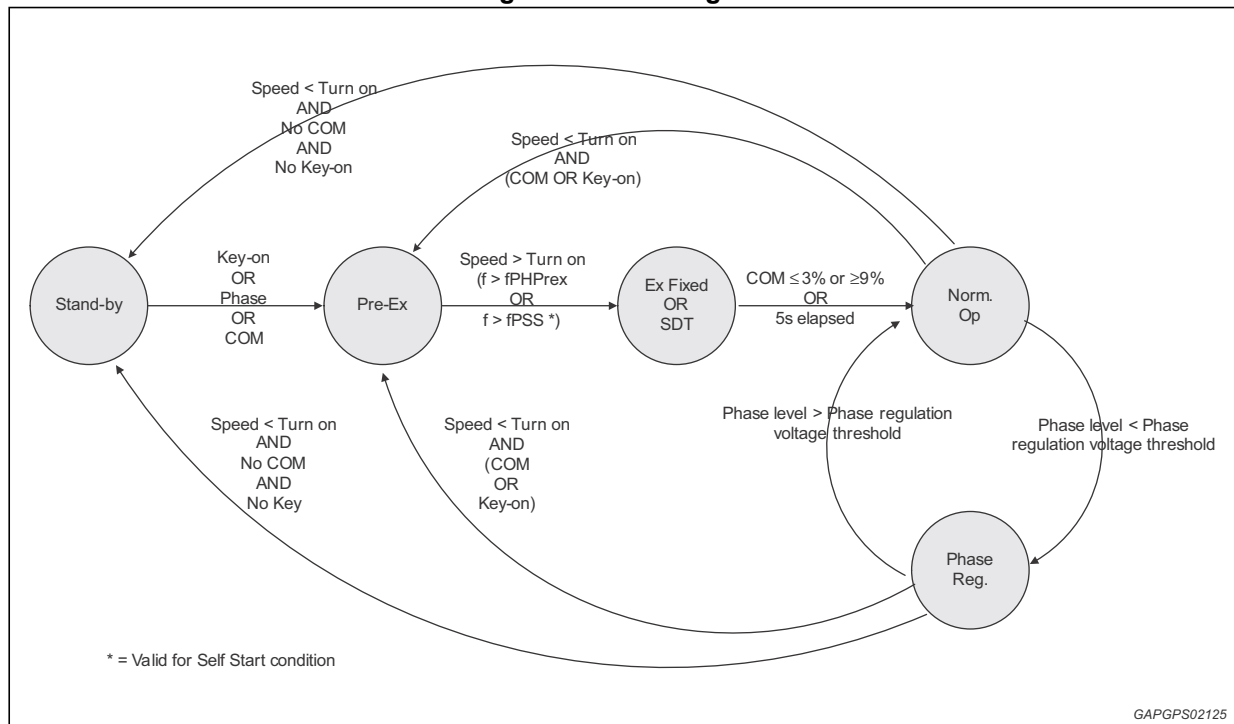 Speed < Turn on
AND
No COM
AND
No Key-on
Speed < Turn on
AND
(COM OR Key-on)
Stand-by
Key-on
OR
Phase
OR
COM
Pre-Ex
Speed > Turn on
(f > fPHPrex
OR
f > fPSS *)
Ex Fixed
OR
SDT
COM ≤ 3% or ≥9%
OR
5s elapsed
Norm.
Op
Speed < Turn on
AND
No COM
AND
No Key
Speed < Turn on
AND
(COM
OR
Key-on)
Phase level > Phase regulation
voltage threshold
Phase level < Phase
regulation voltage threshold
Phase
Reg.
* = Valid for Self Start condition
GAPGPS02125